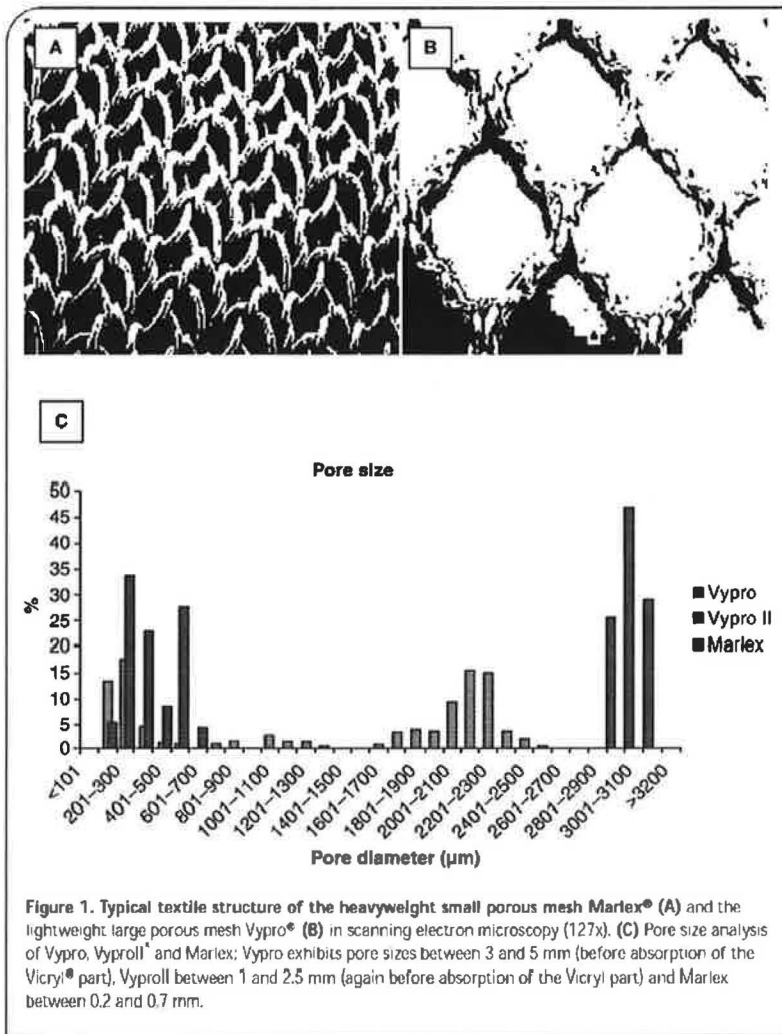 A
B
C
Pore size
50
45
40
35
30
25
20
15
10
5
0
%
Vypro
Vypro II
Marlex
<101
201–300
401–500
601–700
801–900
1001–1100
1201–1300
1401–1500
1601–1700
1801–1900
2001–2100
2201–2300
2401–2500
2601–2700
2801–2900
3001–3100
>3200
Pore diameter (µm)
Figure 1. Typical textile structure of the heavyweight small porous mesh Marlex® (A) and the
lightweight large porous mesh Vypro® (B) in scanning electron microscopy (127x). (C) Pore size analysis
of Vypro, VyproII* and Marlex; Vypro exhibits pore sizes between 3 and 5 mm (before absorption of the
Vicryl® part), VyproII between 1 and 2.5 mm (again before absorption of the Vicryl part) and Marlex
between 0.2 and 0.7 mm.